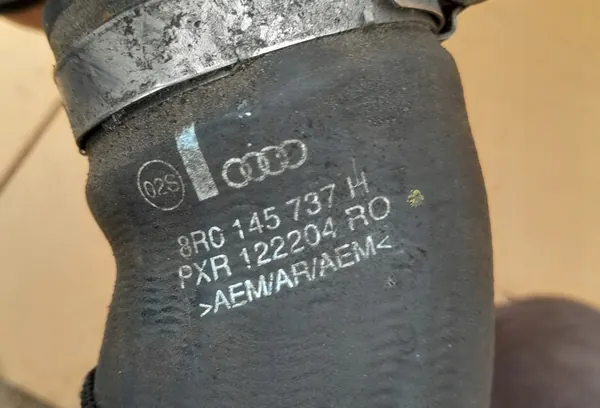 02S
8R0 145 737 H
PXR 122204 RO
>AEM/AR/AEM<